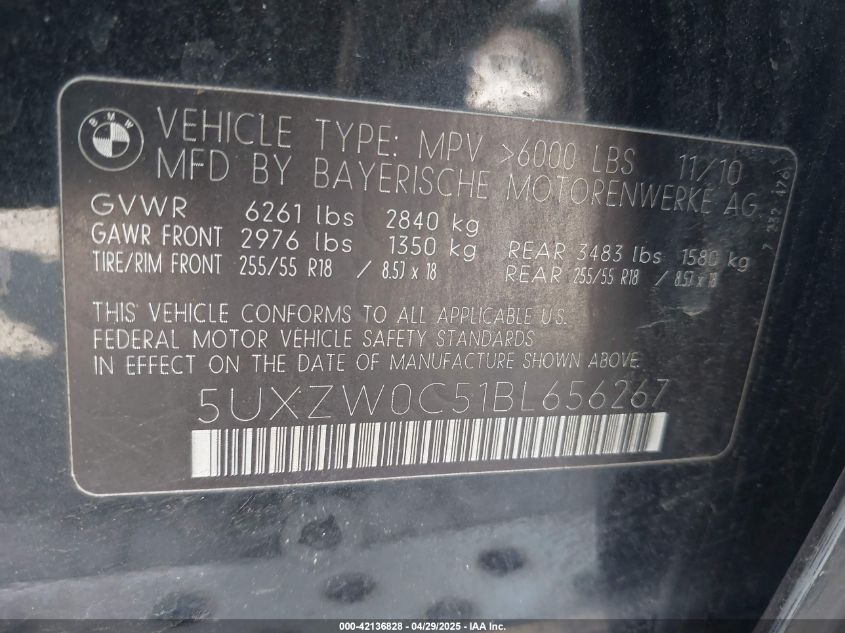 BMW
VEHICLE TYPE: MPV >6000 LBS 11/10
MFD BY BAYERISCHE MOTORENWERKE AG
GVWR 6261 lbs 2840 kg
GAWR FRONT 2976 lbs 1350 kg REAR 3483 lbs 1580 kg
TIRE/RIM FRONT 255/55 R18 / 8.5J x 18 REAR 255/55 R18 / 8.5J x 18
THIS VEHICLE CONFORMS TO ALL APPLICABLE U.S.
FEDERAL MOTOR VEHICLE SAFETY STANDARDS
IN EFFECT ON THE DATE OF MANUFACTURE SHOWN ABOVE.
5UXZW0C51BL656267
000-42136828 - 04/29/2025 - IAA Inc.